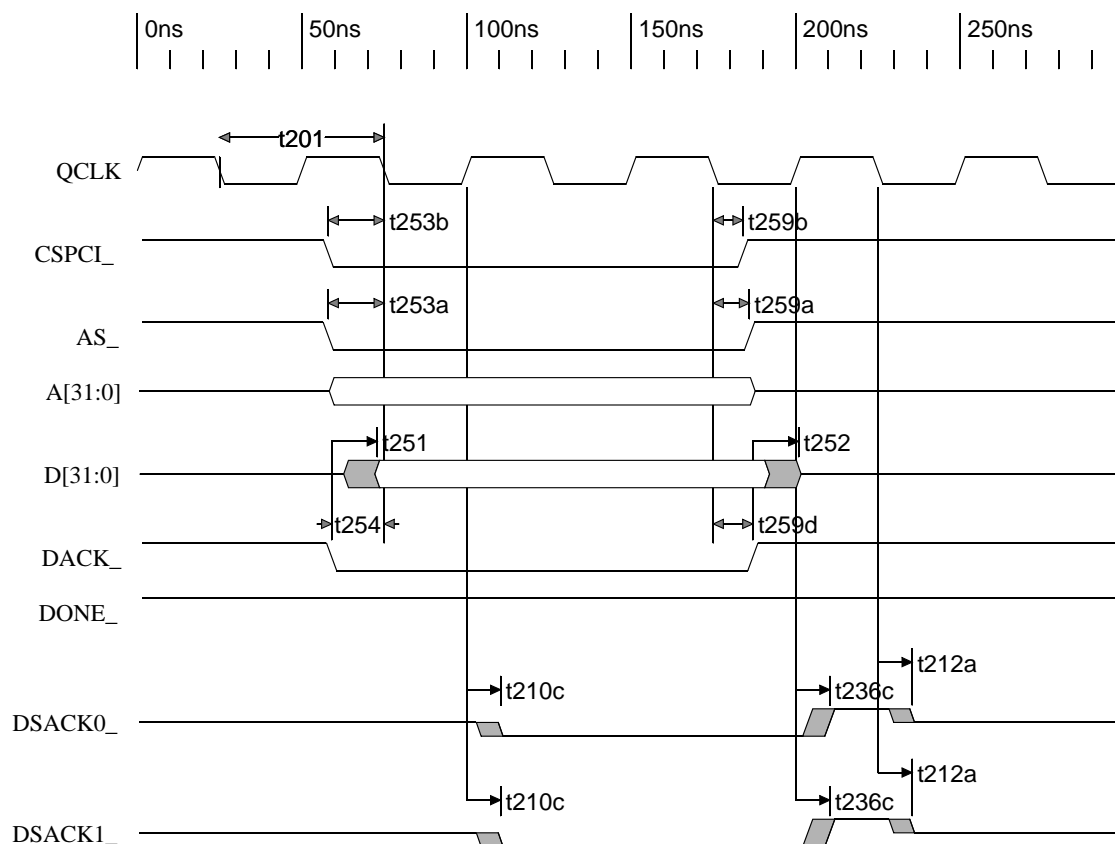 0ns 50ns 100ns 150ns 200ns 250ns
t201
QCLK
t253b t259b
CSPCI_
t253a t259a
AS_
A[31:0]
t251 t252
D[31:0]
t254 t259d
DACK_
DONE_
t212a
t210c t236c
DSACK0_
t212a
t210c t236c
DSACK1_